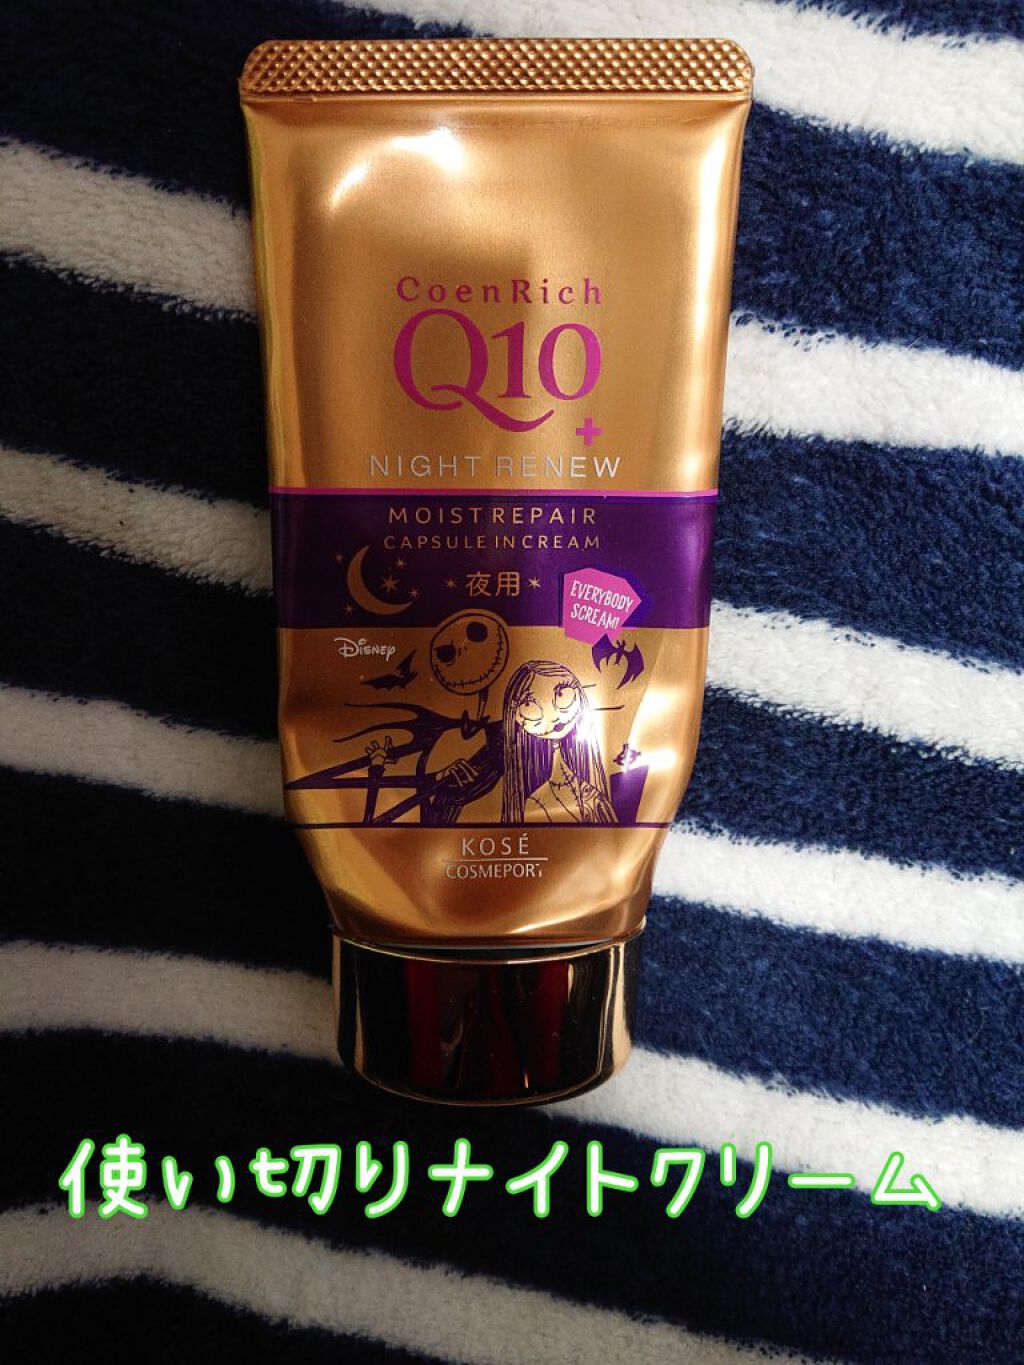 CoenRich
Q10
+
NIGHT RENEW
MOIST REPAIR
CAPSULE IN CREAM
*夜用*
EVERYBODY
SCREAM!
Disney
KOSÉ
COSMEPORT
使い切りナイトクリーム